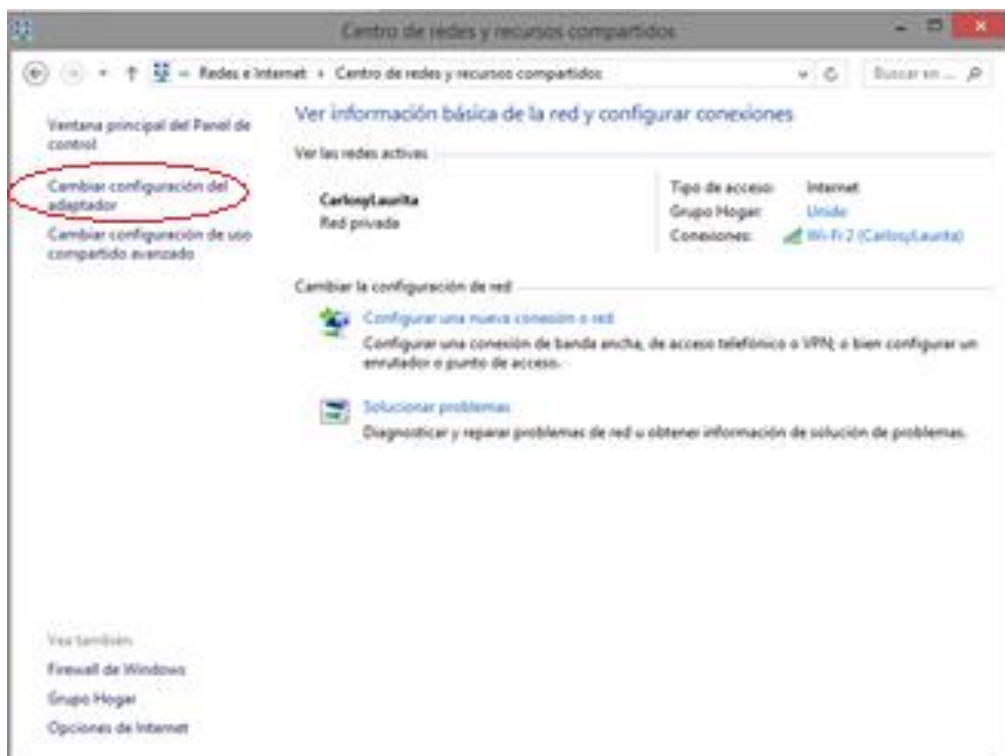 Centro de redes y recursos compartidos
Redes e Internet Centro de redes y recursos compartidos
Buscar en ...
Ventana principal del Panel de
control
Cambiar configuración del
adaptador
Cambiar configuración de uso
compartido avanzado
Ver información básica de la red y configurar conexiones
Ver las redes activas
CarlosyLaurita
Red privada
Tipo de acceso: Internet
Grupo Hogar: Unido
Conexiones: Wi-Fi 2 (CarlosyLaurita)
Cambiar la configuración de red
Configurar una nueva conexión o red
Configurar una conexión de banda ancha, de acceso telefónico o VPN; o bien configurar un
enrutador o punto de acceso.
Solucionar problemas
Diagnosticar y reparar problemas de red u obtener información de solución de problemas.
Vea también
Firewall de Windows
Grupo Hogar
Opciones de Internet